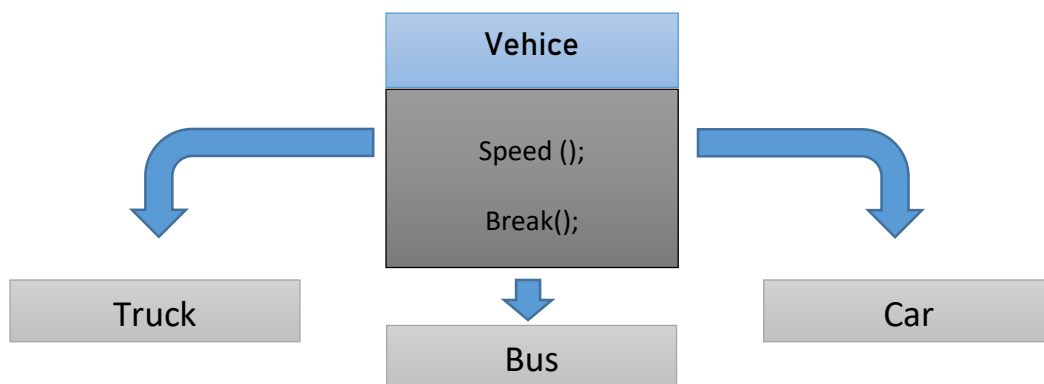 Vehice
Speed ();
Break();
Truck
Car
Bus